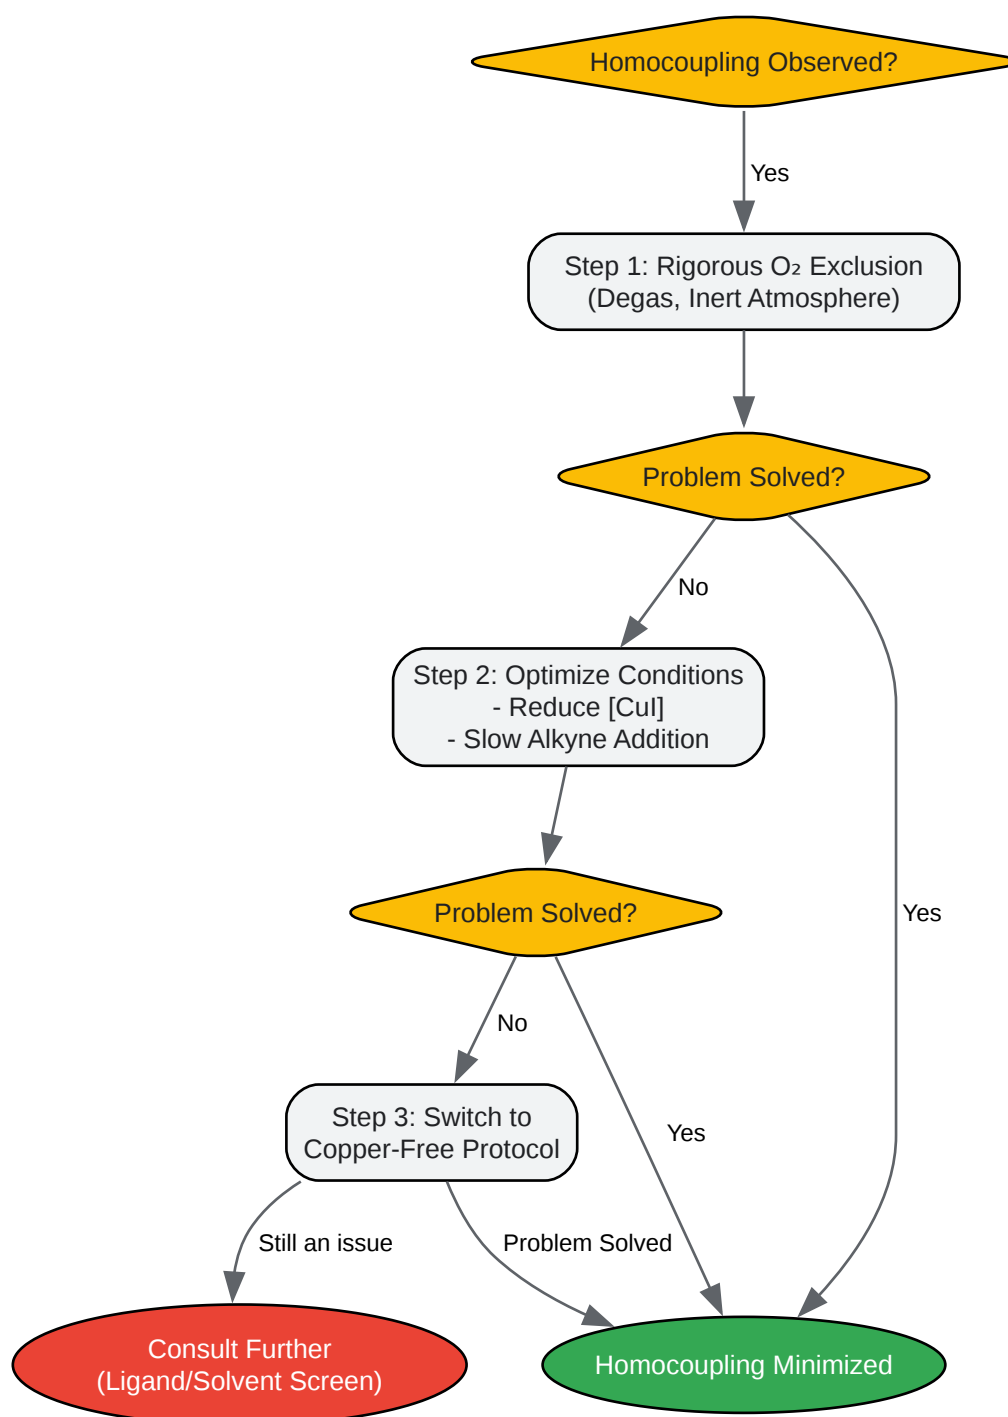 Homocoupling Observed?
Yes
Step 1: Rigorous O₂ Exclusion
(Degas, Inert Atmosphere)
Problem Solved?
No
Step 2: Optimize Conditions
- Reduce [CuI]
- Slow Alkyne Addition
Problem Solved?
Yes
No
Step 3: Switch to
Copper-Free Protocol
Yes
Still an issue
Problem Solved
Consult Further
(Ligand/Solvent Screen)
Homocoupling Minimized